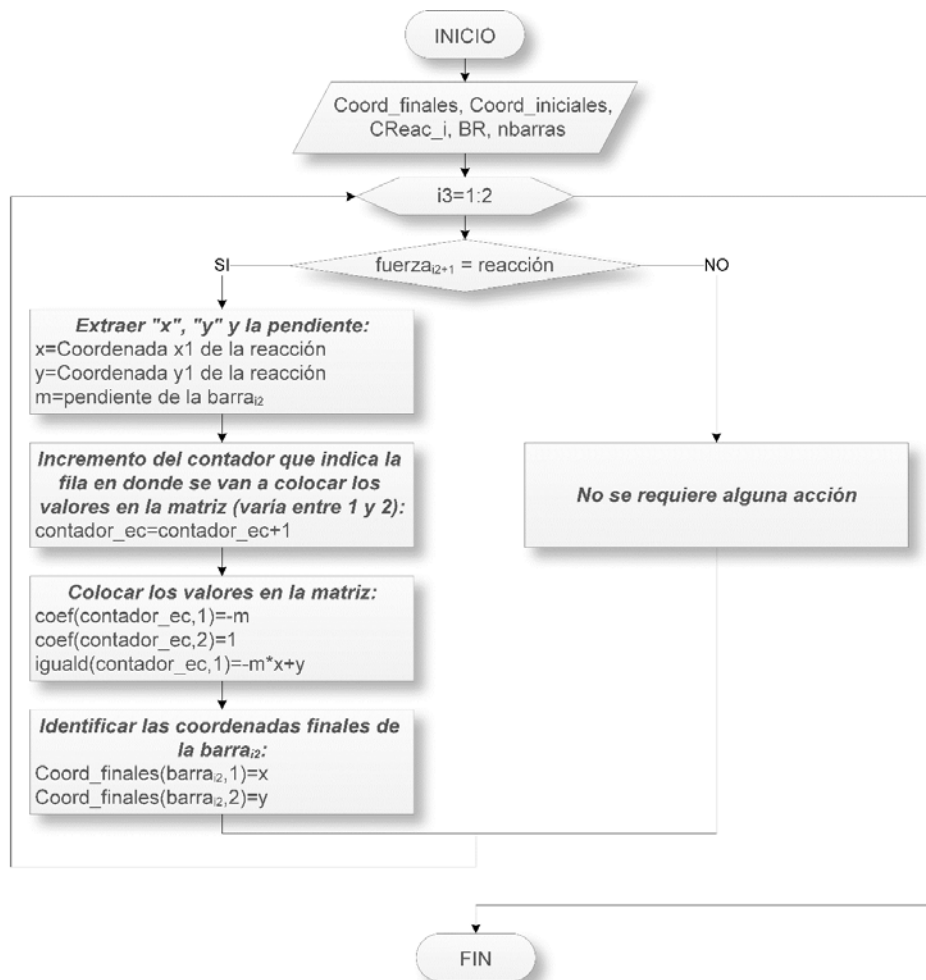 INICIO
Coord_finales, Coord_iniciales,
CReac_i, BR, nbarras
i3=1:2
fuerzai2+1 = reacción
SI
NO
Extraer "x", "y" y la pendiente:
x=Coordenada x1 de la reacción
y=Coordenada y1 de la reacción
m=pendiente de la barrai2
Incremento del contador que indica la
fila en donde se van a colocar los
valores en la matriz (varía entre 1 y 2):
contador_ec=contador_ec+1
No se requiere alguna acción
Colocar los valores en la matriz:
coef(contador_ec,1)=-m
coef(contador_ec,2)=1
iguald(contador_ec,1)=-m*x+y
Identificar las coordenadas finales de
la barrai2:
Coord_finales(barrai2,1)=x
Coord_finales(barrai2,2)=y
FIN